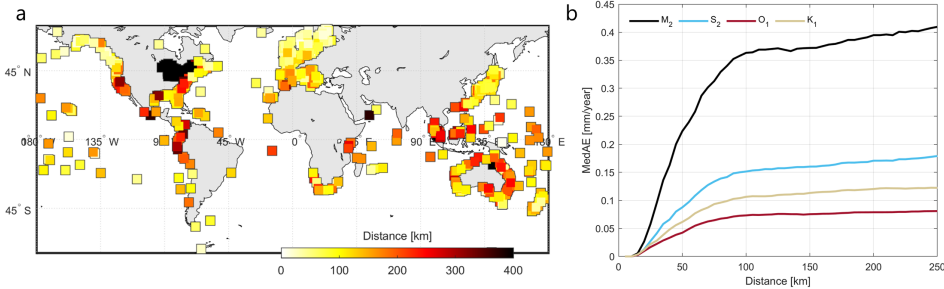 a
45° N
0°
45° S
180° W
135° W
90°
45° W
0
90°
135°
180° E
Distance [km]
0 100 200 300 400
b
M₂ S₂ O₁ K₁
MedAE [mm/year]
0.45
0.4
0.35
0.3
0.25
0.2
0.15
0.1
0.05
0
0 50 100 150 200 250
Distance [km]